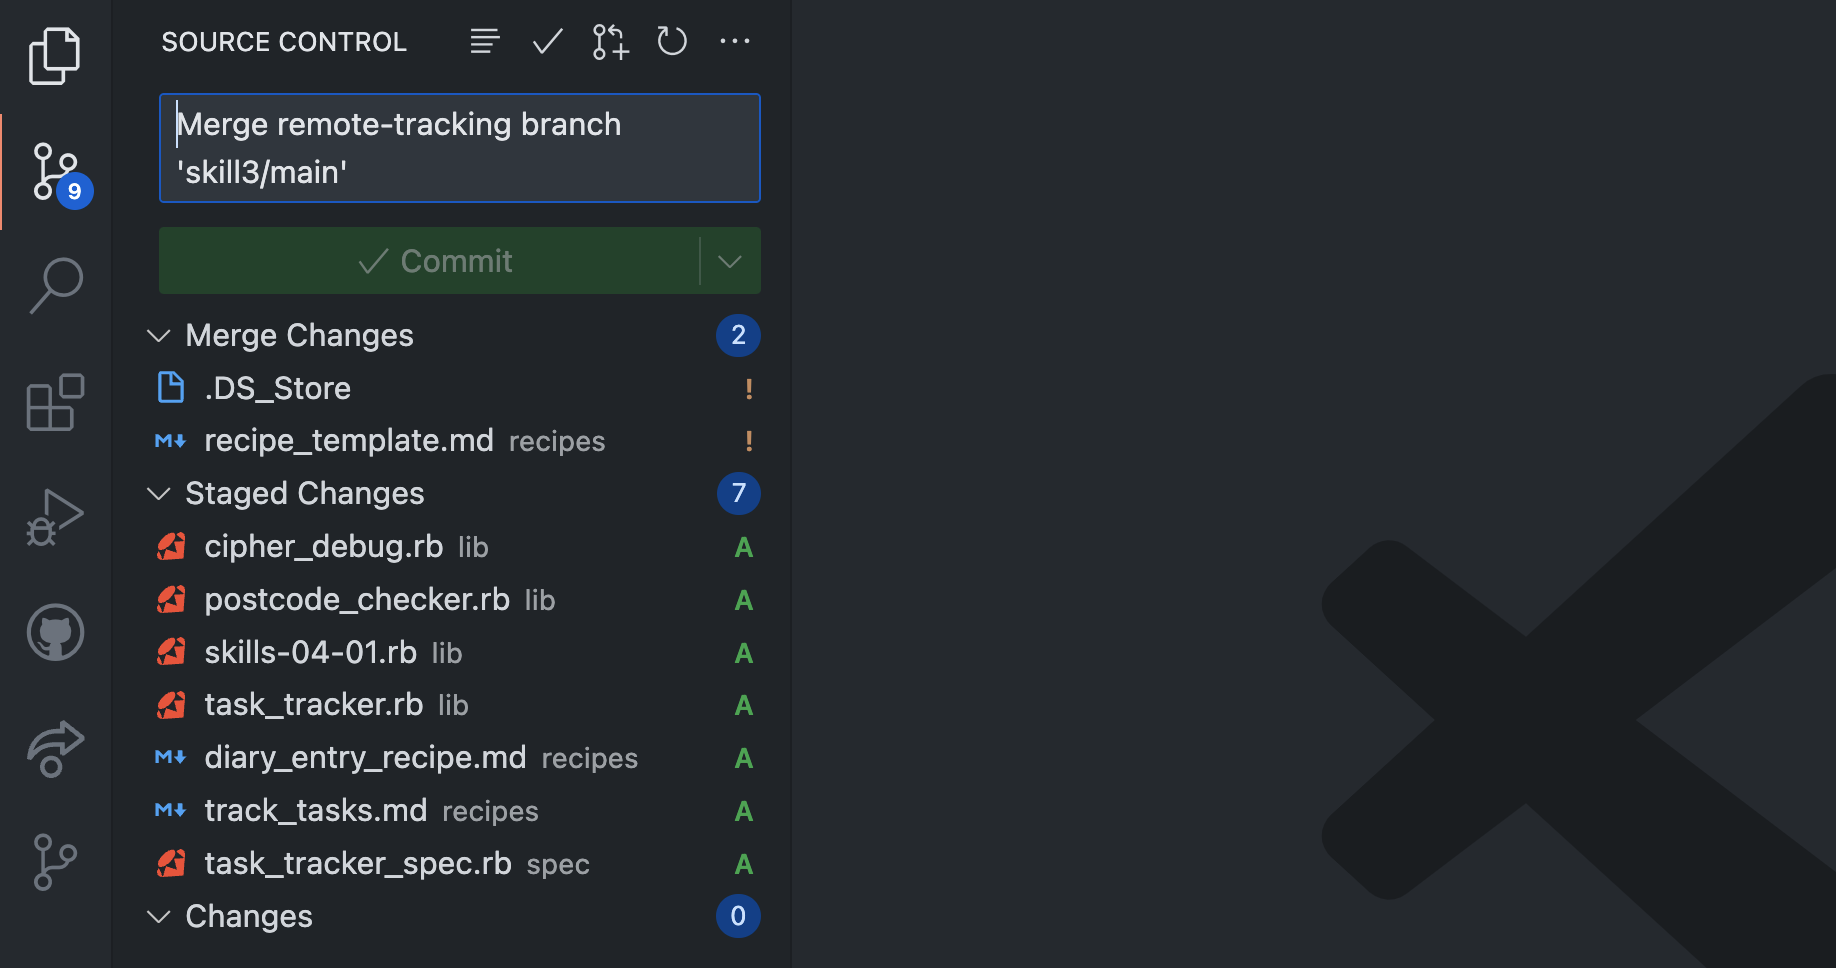 SOURCE CONTROL
Merge remote-tracking branch
'skill3/main'
9
Commit
Merge Changes 2
.DS_Store !
recipe_template.md recipes !
Staged Changes 7
cipher_debug.rb lib A
postcode_checker.rb lib A
skills-04-01.rb lib A
task_tracker.rb lib A
diary_entry_recipe.md recipes A
track_tasks.md recipes A
task_tracker_spec.rb spec A
Changes 0